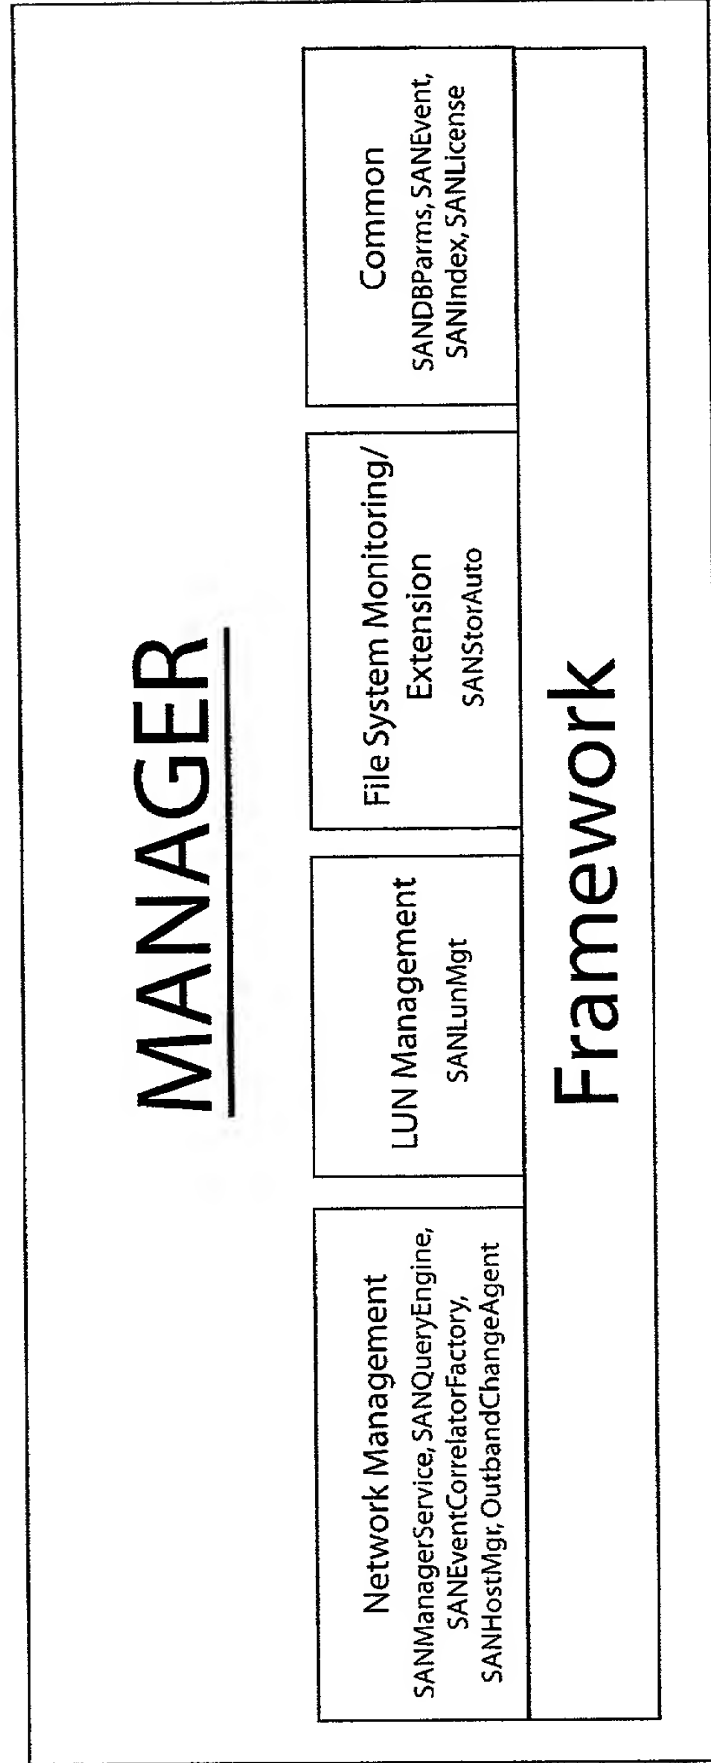 MANAGER
Network Management
SANManagerService, SANQueryEngine,
SANEventCorrelatorFactory,
SANHostMgr, OutbandChangeAgent
LUN Management
SANLunMgt
File System Monitoring/
Extension
SANStorAuto
Common
SANDBParms, SANEvent,
SANIndex, SANLicense
Framework